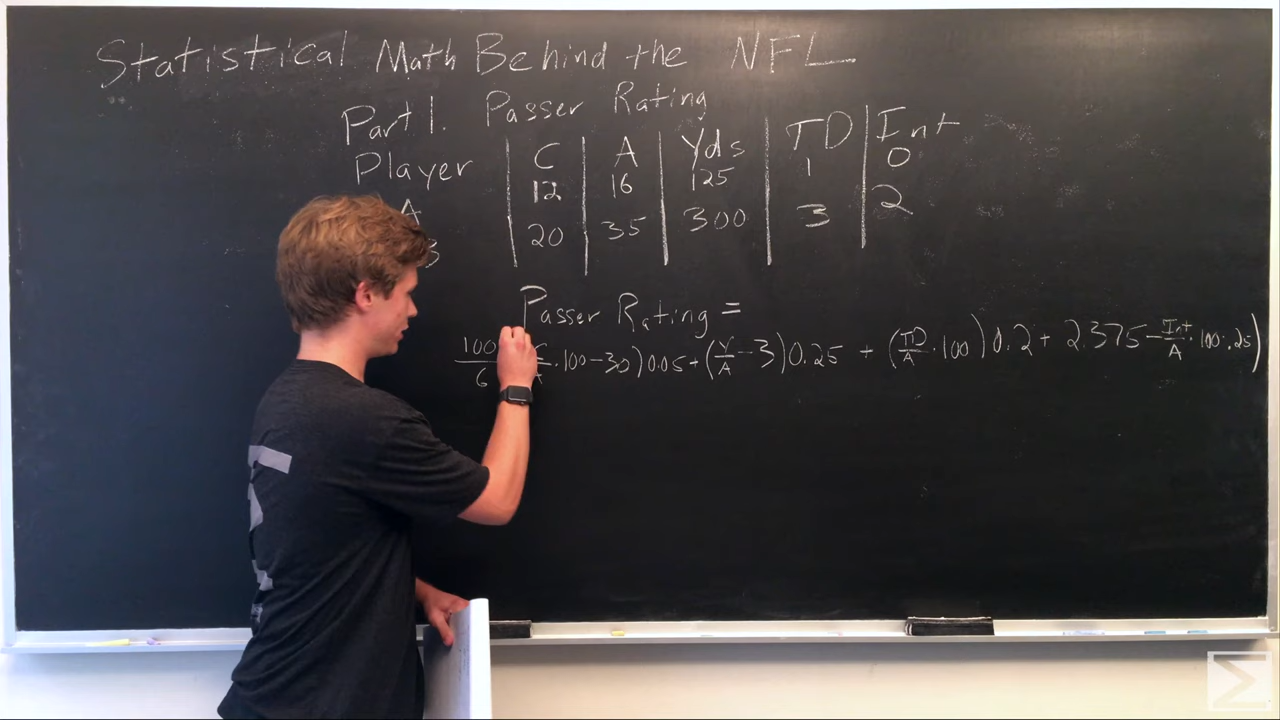 Statistical Math Behind the NFL
Part 1. Passer Rating
Player C A Yds TD Int
A 12 16 125 1 0
20 35 300 3 2
Passer Rating =
100/6 · 100 - 30) 0.05 + (Y/A - 3) 0.25 + (TD/A · 100) 0.2 + 2.375 - Int/A · 100 · .25)
Σ